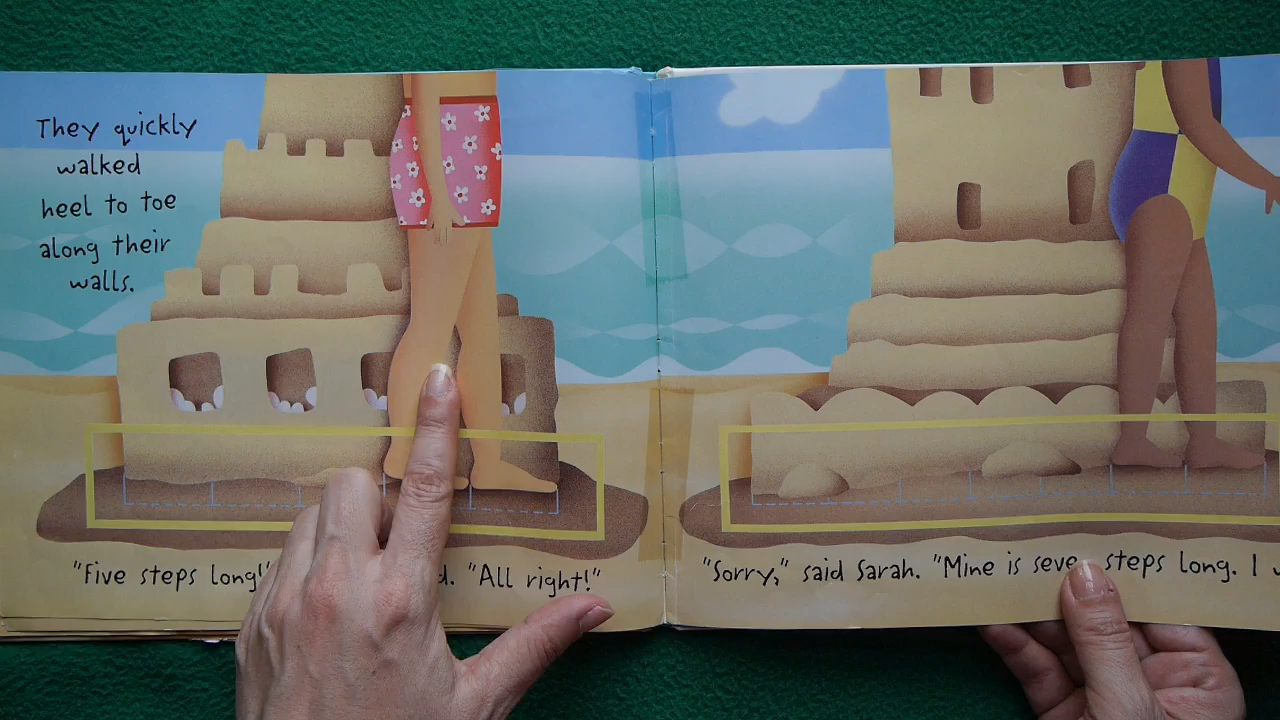 They quickly
walked
heel to toe
along their
walls.
"Five steps long!" "All right!"
"Sorry," said Sarah. "Mine is seven steps long. I